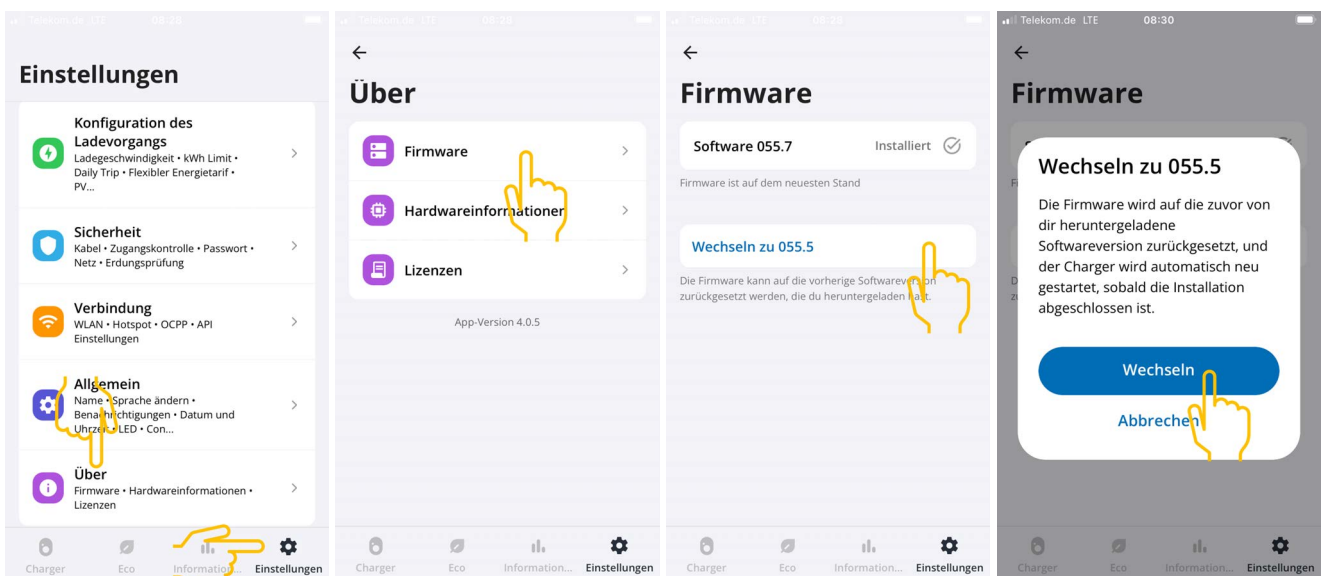 Telekom.de LTE 08:28
Einstellungen
Konfiguration des
Ladevorgangs
Ladegeschwindigkeit • kWh Limit •
Daily Trip • Flexibler Energietarif •
PV...
Sicherheit
Kabel • Zugangskontrolle • Passwort •
Netz • Erdungsprüfung
Verbindung
WLAN • Hotspot • OCPP • API
Einstellungen
Allgemein
Name • Sprache ändern •
Benachrichtigungen • Datum und
Uhrzeit • LED • Con...
Über
Firmware • Hardwareinformationen •
Lizenzen
Charger Eco Information... Einstellungen
Telekom.de LTE 08:28
Über
Firmware
Hardwareinformationen
Lizenzen
App-Version 4.0.5
Charger Eco Information... Einstellungen
Telekom.de LTE
Firmware
Software 055.7 Installiert
Firmware ist auf dem neuesten Stand
Wechseln zu 055.5
Die Firmware kann auf die vorherige Softwareversion
zurückgesetzt werden, die du heruntergeladen hast.
Charger Eco Information... Einstellungen
Telekom.de LTE 08:30
Firmware
Wechseln zu 055.5
Die Firmware wird auf die zuvor von
dir heruntergeladene
Softwareversion zurückgesetzt, und
der Charger wird automatisch neu
gestartet, sobald die Installation
abgeschlossen ist.
Wechseln
Abbrechen
Charger Eco Information... Einstellungen